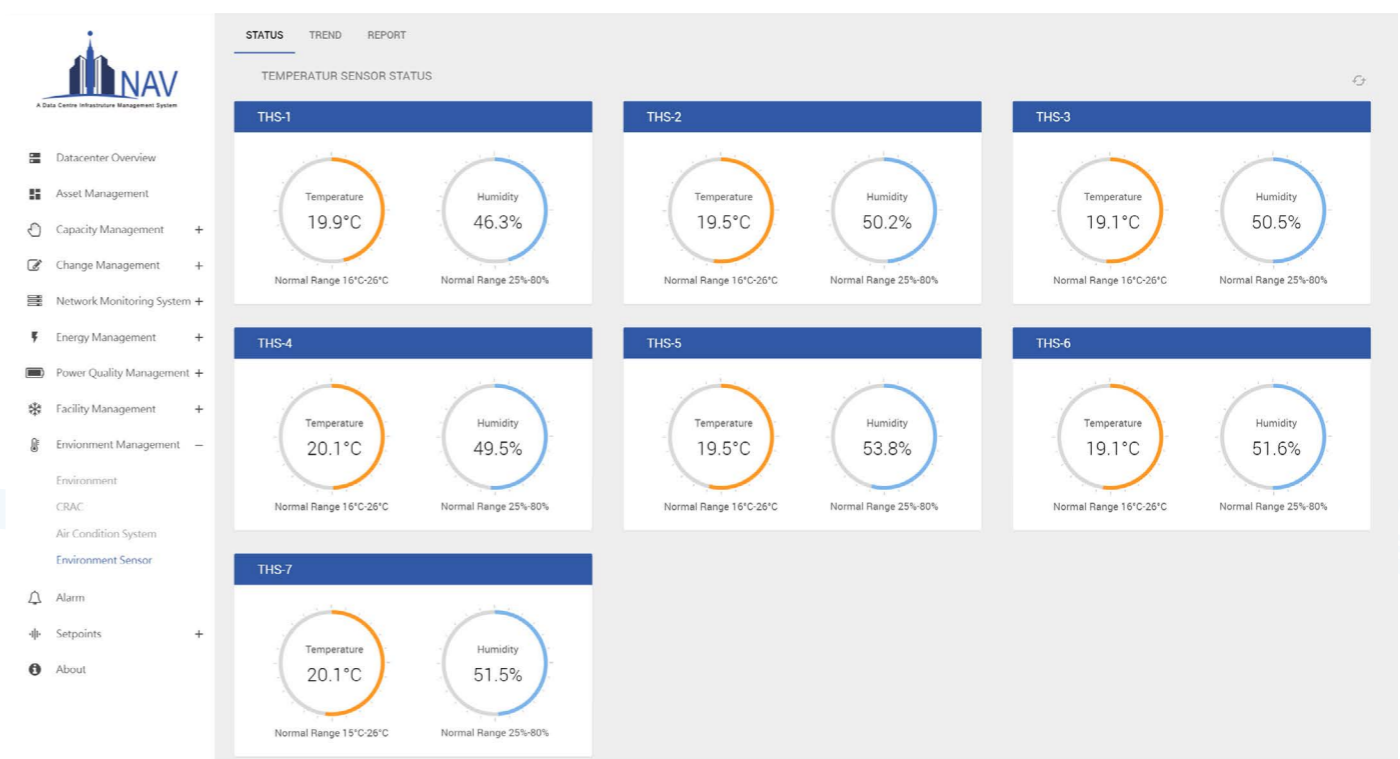 NAV
A Data Centre Infrastruture Management System
Datacenter Overview
Asset Management
Capacity Management +
Change Management +
Network Monitoring System +
Energy Management +
Power Quality Management +
Facility Management +
Envionment Management –
Environment
CRAC
Air Condition System
Environment Sensor
Alarm
Setpoints +
About
STATUS TREND REPORT
TEMPERATUR SENSOR STATUS
THS-1
Temperature
19.9°C
Normal Range 16°C-26°C
Humidity
46.3%
Normal Range 25%-80%
THS-2
Temperature
19.5°C
Normal Range 16°C-26°C
Humidity
50.2%
Normal Range 25%-80%
THS-3
Temperature
19.1°C
Normal Range 16°C-26°C
Humidity
50.5%
Normal Range 25%-80%
THS-4
Temperature
20.1°C
Normal Range 16°C-26°C
Humidity
49.5%
Normal Range 25%-80%
THS-5
Temperature
19.5°C
Normal Range 16°C-26°C
Humidity
53.8%
Normal Range 25%-80%
THS-6
Temperature
19.1°C
Normal Range 16°C-26°C
Humidity
51.6%
Normal Range 25%-80%
THS-7
Temperature
20.1°C
Normal Range 15°C-26°C
Humidity
51.5%
Normal Range 25%-80%